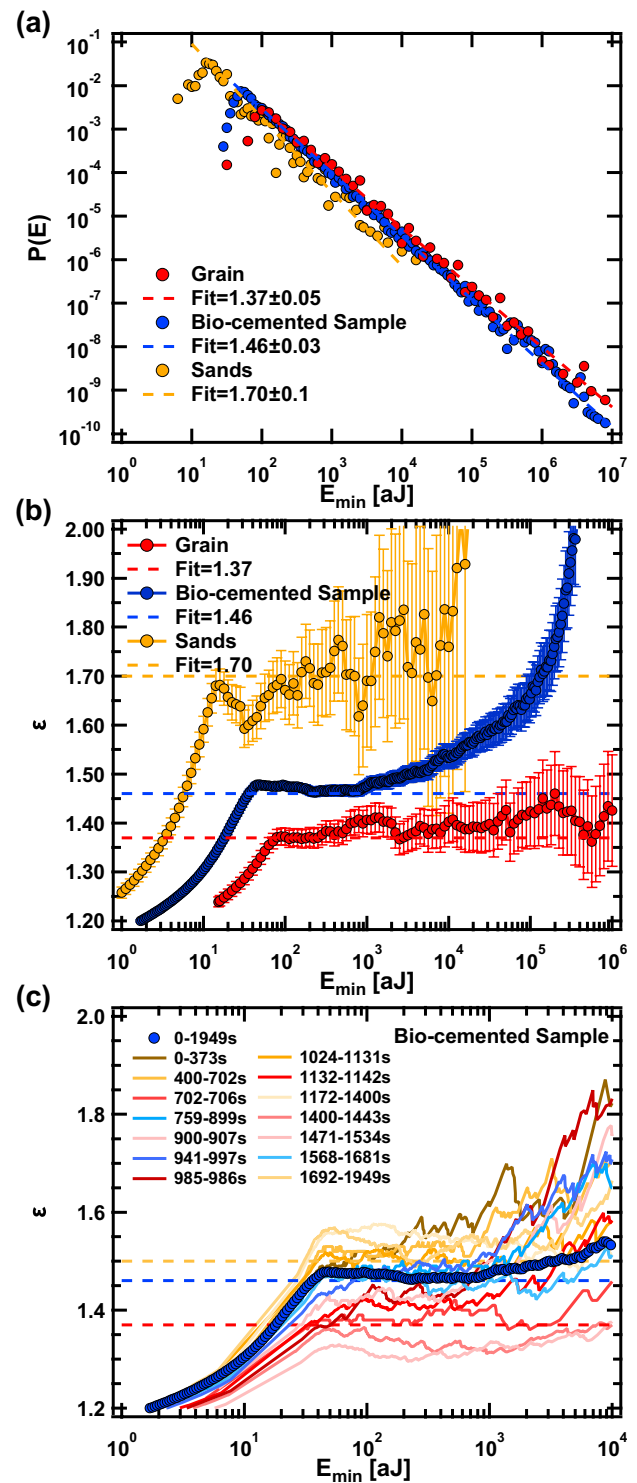 (a)
10^-1
10^-2
10^-3
10^-4
10^-5
10^-6
10^-7
10^-8
10^-9
10^-10
P(E)
Grain
Fit=1.37±0.05
Bio-cemented Sample
Fit=1.46±0.03
Sands
Fit=1.70±0.1
10^0 10^1 10^2 10^3 10^4 10^5 10^6 10^7
E_min [aJ]
(b)
2.00
1.90
1.80
1.70
1.60
1.50
1.40
1.30
1.20
ε
Grain
Fit=1.37
Bio-cemented Sample
Fit=1.46
Sands
Fit=1.70
10^0 10^1 10^2 10^3 10^4 10^5 10^6
E_min [aJ]
(c)
2.0
1.8
1.6
1.4
1.2
ε
Bio-cemented Sample
0-1949s
0-373s
400-702s
702-706s
759-899s
900-907s
941-997s
985-986s
1024-1131s
1132-1142s
1172-1400s
1400-1443s
1471-1534s
1568-1681s
1692-1949s
10^0 10^1 10^2 10^3 10^4
E_min [aJ]